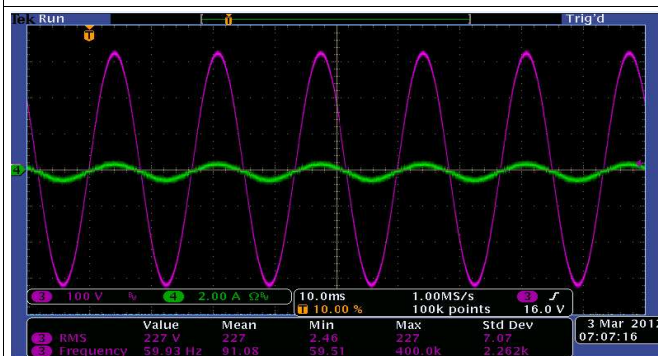 Tek Run Trig'd
T
T
4
3 100 V 4 2.00 A Ω 10.0ms 1.00MS/s 3
T 10.00 % 100k points 16.0 V
Value Mean Min Max Std Dev 3 Mar 2012
3 RMS 227 V 227 2.46 227 7.07 07:07:16
3 Frequency 59.93 Hz 91.08 59.51 400.0k 2.262k